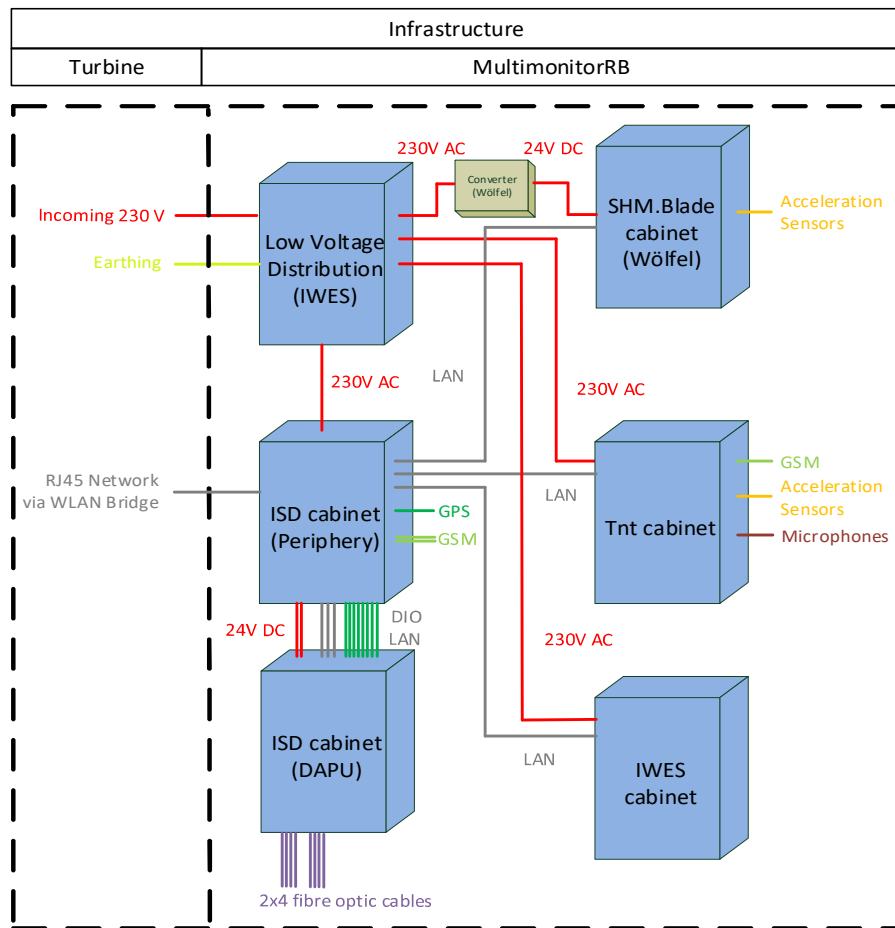 Infrastructure
Turbine
MultimonitorRB
230V AC
24V DC
Converter
(Wölfel)
Incoming 230 V
Earthing
Low Voltage
Distribution
(IWES)
SHM.Blade
cabinet
(Wölfel)
Acceleration
Sensors
230V AC
LAN
230V AC
RJ45 Network
via WLAN Bridge
ISD cabinet
(Periphery)
GPS
GSM
LAN
Tnt cabinet
GSM
Acceleration
Sensors
Microphones
24V DC
DIO
LAN
230V AC
ISD cabinet
(DAPU)
LAN
IWES
cabinet
2x4 fibre optic cables